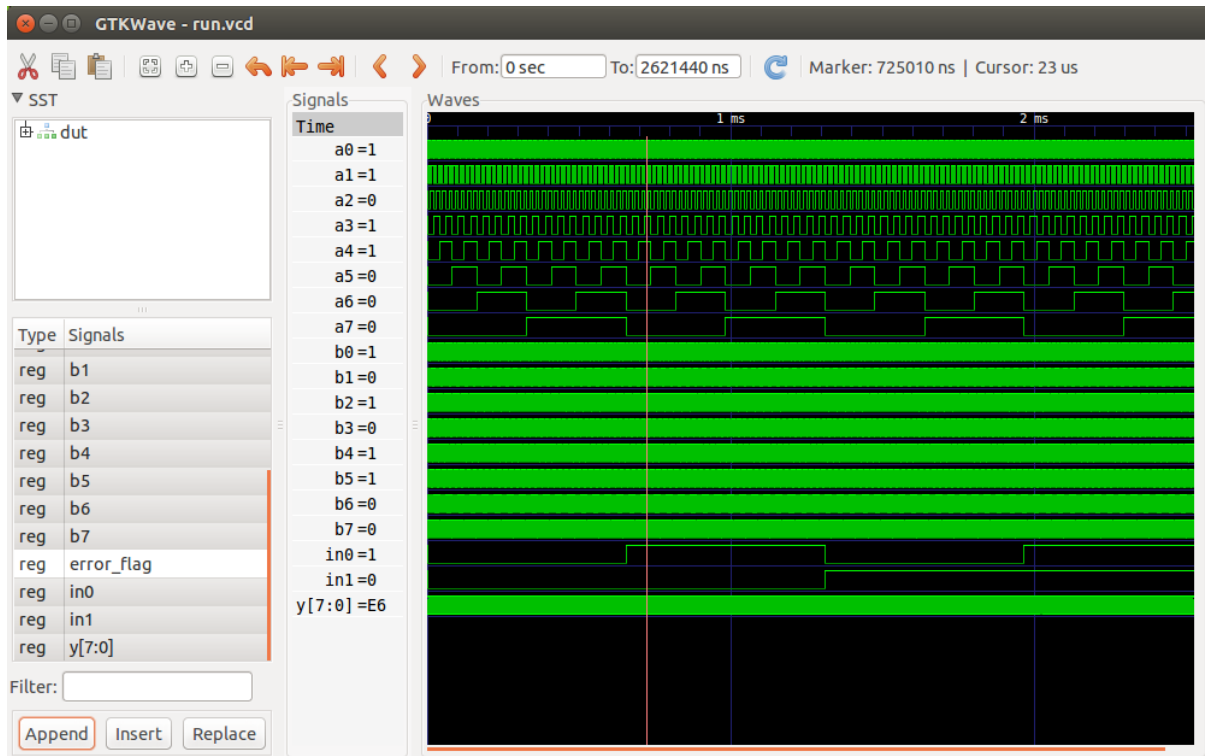 GTKWave - run.vcd
From: 0 sec To: 2621440 ns Marker: 725010 ns | Cursor: 23 us
SST
dut
Type Signals
reg b1
reg b2
reg b3
reg b4
reg b5
reg b6
reg b7
reg error_flag
reg in0
reg in1
reg y[7:0]
Filter:
Append Insert Replace
Signals
Time
a0=1
a1=1
a2=0
a3=1
a4=1
a5=0
a6=0
a7=0
b0=1
b1=0
b2=1
b3=0
b4=1
b5=1
b6=0
b7=0
in0=1
in1=0
y[7:0]=E6
Waves
0 1 ms 2 ms